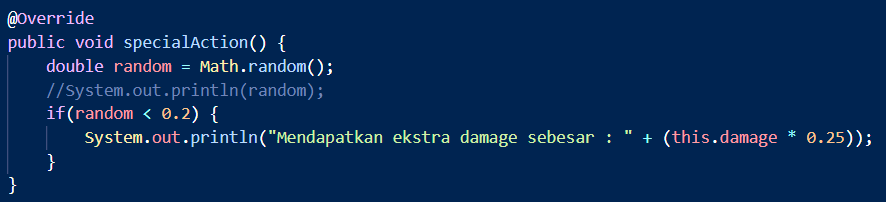 @Override
public void specialAction() {
    double random = Math.random();
    //System.out.println(random);
    if(random < 0.2) {
        System.out.println("Mendapatkan ekstra damage sebesar : " + (this.damage * 0.25));
    }
}